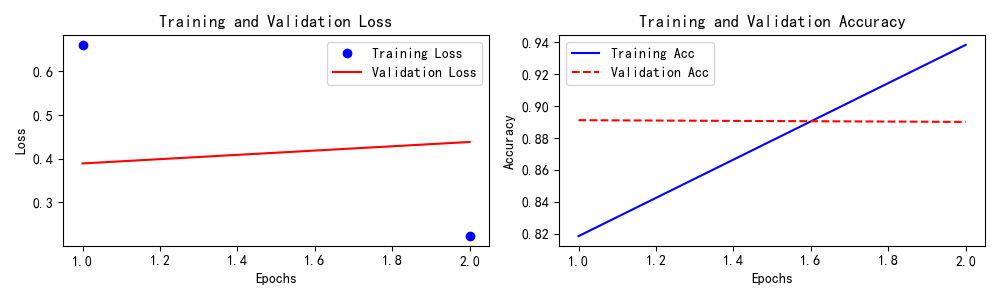 Training and Validation Loss
Training Loss
Validation Loss
0.6
0.5
0.4
0.3
Loss
1.0 1.2 1.4 1.6 1.8 2.0
Epochs
Training and Validation Accuracy
Training Acc
Validation Acc
0.94
0.92
0.90
0.88
0.86
0.84
0.82
Accuracy
1.0 1.2 1.4 1.6 1.8 2.0
Epochs